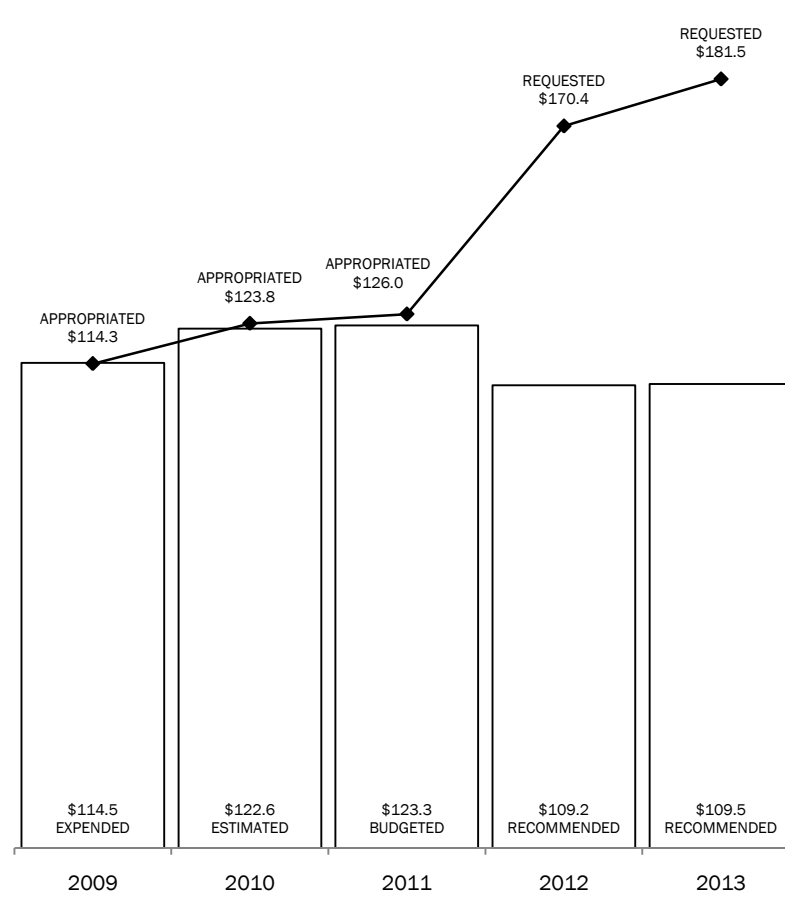 REQUESTED
$181.5
REQUESTED
$170.4
APPROPRIATED
$126.0
APPROPRIATED
$123.8
APPROPRIATED
$114.3
$114.5
EXPENDED
$122.6
ESTIMATED
$123.3
BUDGETED
$109.2
RECOMMENDED
$109.5
RECOMMENDED
2009
2010
2011
2012
2013